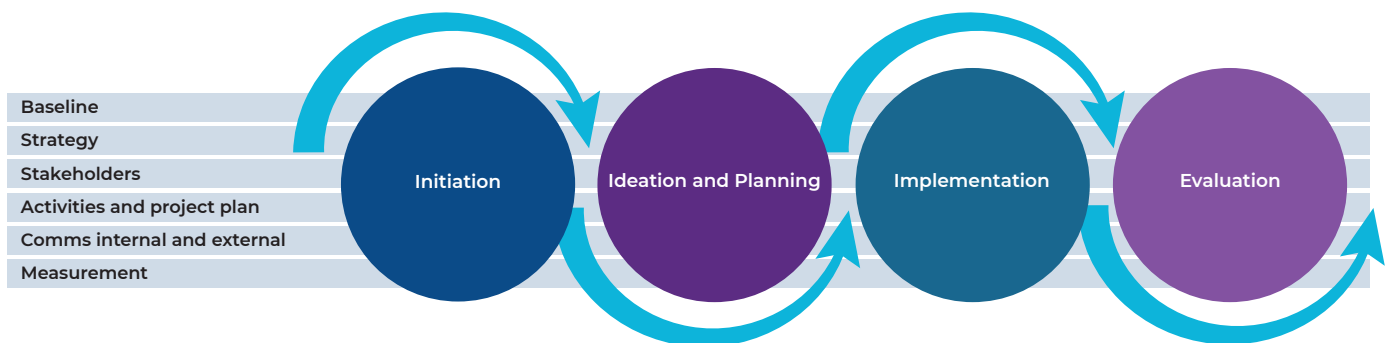 Baseline
Strategy
Stakeholders
Activities and project plan
Comms internal and external
Measurement
Initiation
Ideation and Planning
Implementation
Evaluation